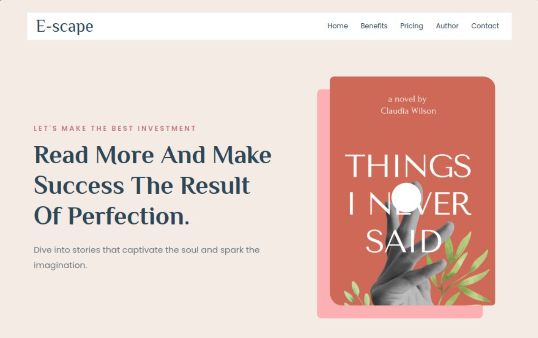 E-scape
Home Benefits Pricing Author Contact
LET'S MAKE THE BEST INVESTMENT
Read More And Make
Success The Result
Of Perfection.
Dive into stories that captivate the soul and spark the
imagination.
a novel by
Claudia Wilson
THINGS
I NEVER
SAID